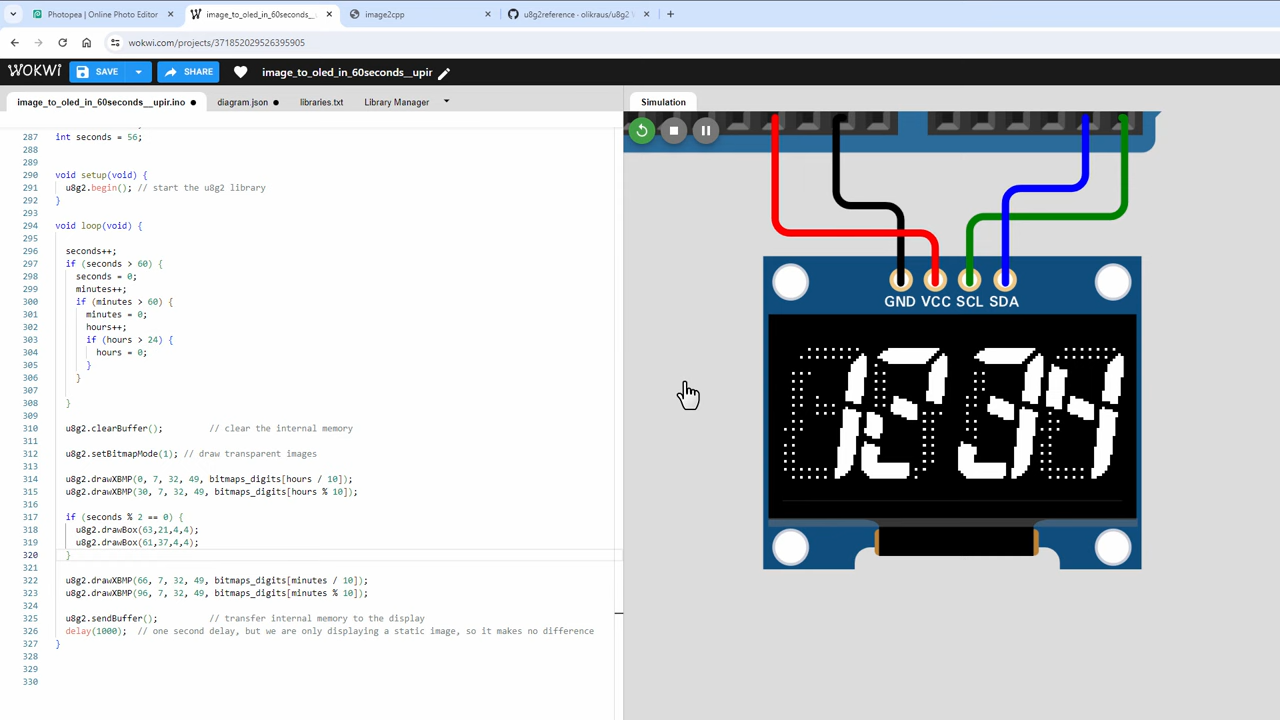 Photopea | Online Photo Editor
image_to_oled_in_60seconds_
image2cpp
u8g2reference · olikraus/u8g2
wokwi.com/projects/371852029526395905
WOKWI
SAVE
SHARE
image_to_oled_in_60seconds__upir
image_to_oled_in_60seconds__upir.ino
diagram.json
libraries.txt
Library Manager
Simulation
287 int seconds = 56;
288
289
290 void setup(void) {
291 u8g2.begin(); // start the u8g2 library
292 }
293
294 void loop(void) {
295
296 seconds++;
297 if (seconds > 60) {
298 seconds = 0;
299 minutes++;
300 if (minutes > 60) {
301 minutes = 0;
302 hours++;
303 if (hours > 24) {
304 hours = 0;
305 }
306 }
307
308 }
309
310 u8g2.clearBuffer(); // clear the internal memory
311
312 u8g2.setBitmapMode(1); // draw transparent images
313
314 u8g2.drawXBMP(0, 7, 32, 49, bitmaps_digits[hours / 10]);
315 u8g2.drawXBMP(30, 7, 32, 49, bitmaps_digits[hours % 10]);
316
317 if (seconds % 2 == 0) {
318 u8g2.drawBox(63,21,4,4);
319 u8g2.drawBox(61,37,4,4);
320 }
321
322 u8g2.drawXBMP(66, 7, 32, 49, bitmaps_digits[minutes / 10]);
323 u8g2.drawXBMP(96, 7, 32, 49, bitmaps_digits[minutes % 10]);
324
325 u8g2.sendBuffer(); // transfer internal memory to the display
326 delay(1000); // one second delay, but we are only displaying a static image, so it makes no difference
327 }
328
329
330
GND VCC SCL SDA
12 34